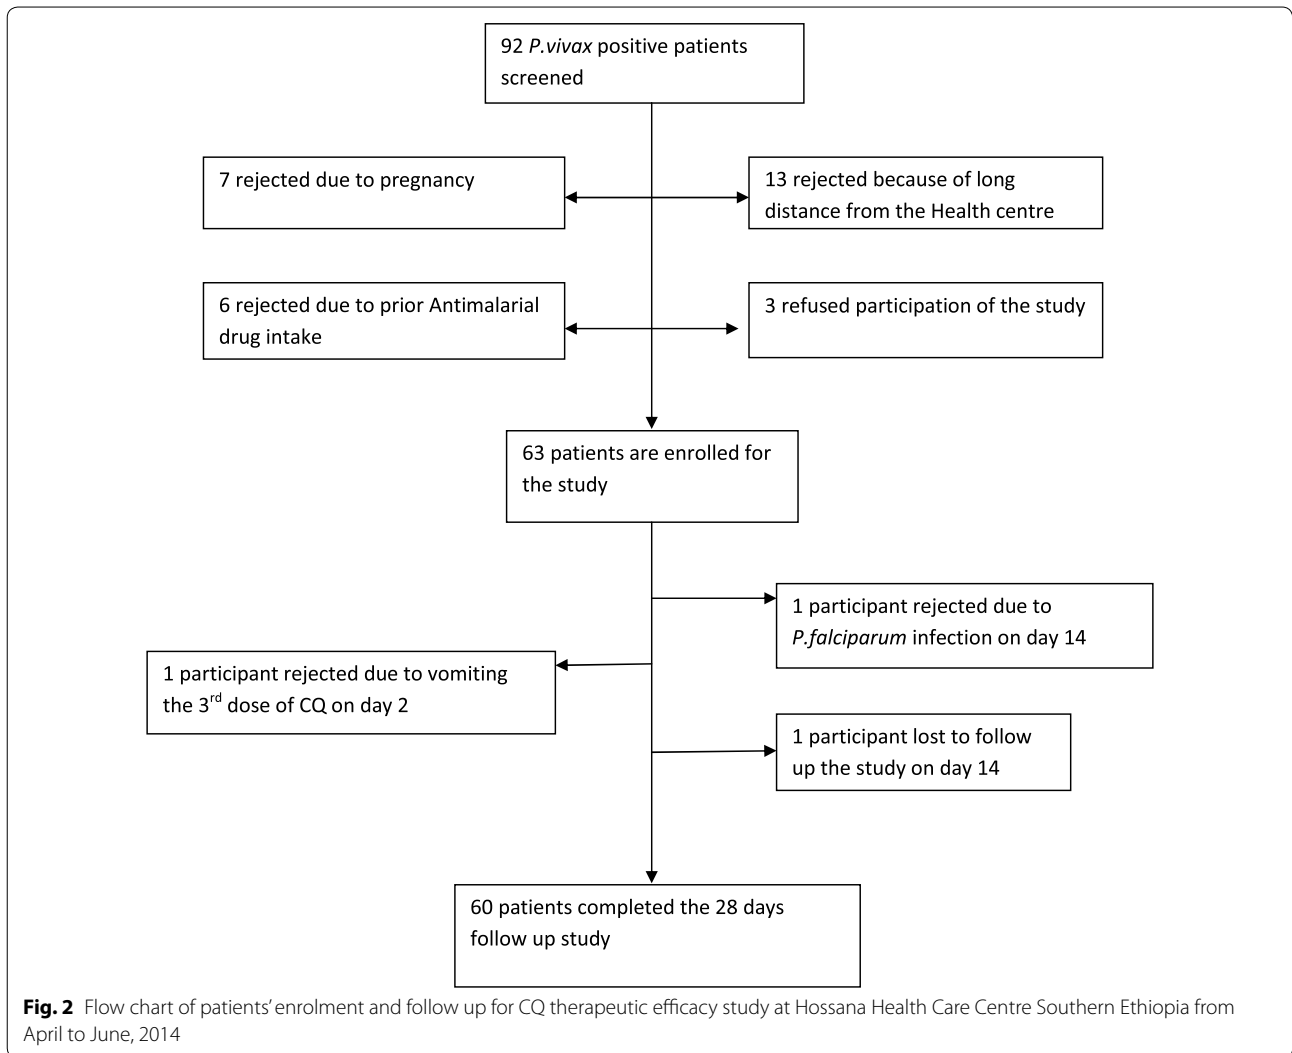 92 P.vivax positive patients
screened
7 rejected due to pregnancy
13 rejected because of long
distance from the Health centre
6 rejected due to prior Antimalarial
drug intake
3 refused participation of the study
63 patients are enrolled for
the study
1 participant rejected due to
P.falciparum infection on day 14
1 participant rejected due to vomiting
the 3rd dose of CQ on day 2
1 participant lost to follow
up the study on day 14
60 patients completed the 28 days
follow up study
Fig. 2 Flow chart of patients’ enrolment and follow up for CQ therapeutic efficacy study at Hossana Health Care Centre Southern Ethiopia from
April to June, 2014